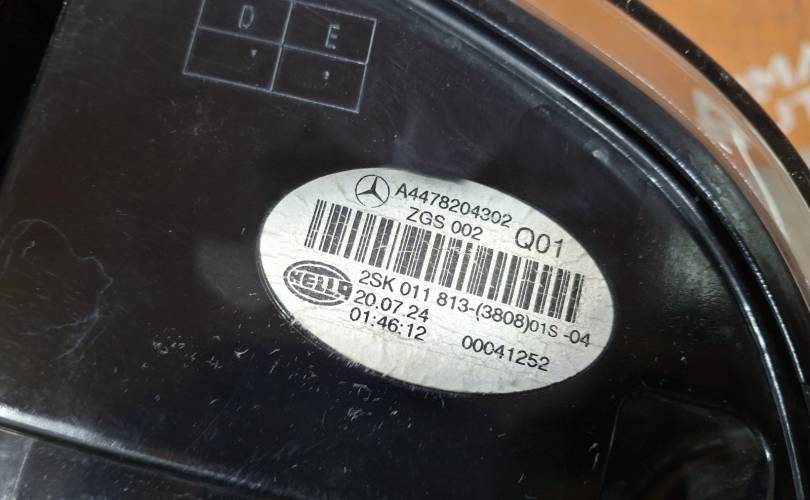 D E
A4478204302
ZGS 002 Q01
HELLA
2SK 011 813-(3808)01S -04
20.07.24
01:46:12 00041252